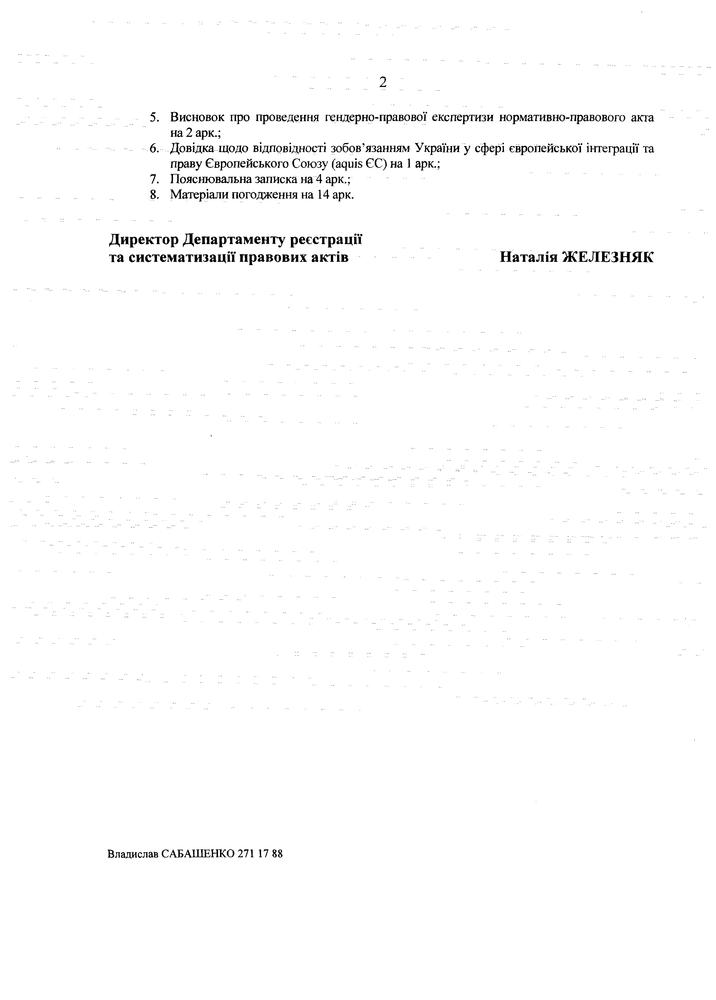 2
5. Висновок про проведення гендерно-правової експертизи нормативно-правового акта
на 2 арк.;
6. Довідка щодо відповідності зобов’язанням України у сфері європейської інтеграції та
праву Європейського Союзу (aquis ЄС) на 1 арк.;
7. Пояснювальна записка на 4 арк.;
8. Матеріали погодження на 14 арк.
Директор Департаменту реєстрації
та систематизації правових актів Наталія ЖЕЛЕЗНЯК
Владислав САБАШЕНКО 271 17 88